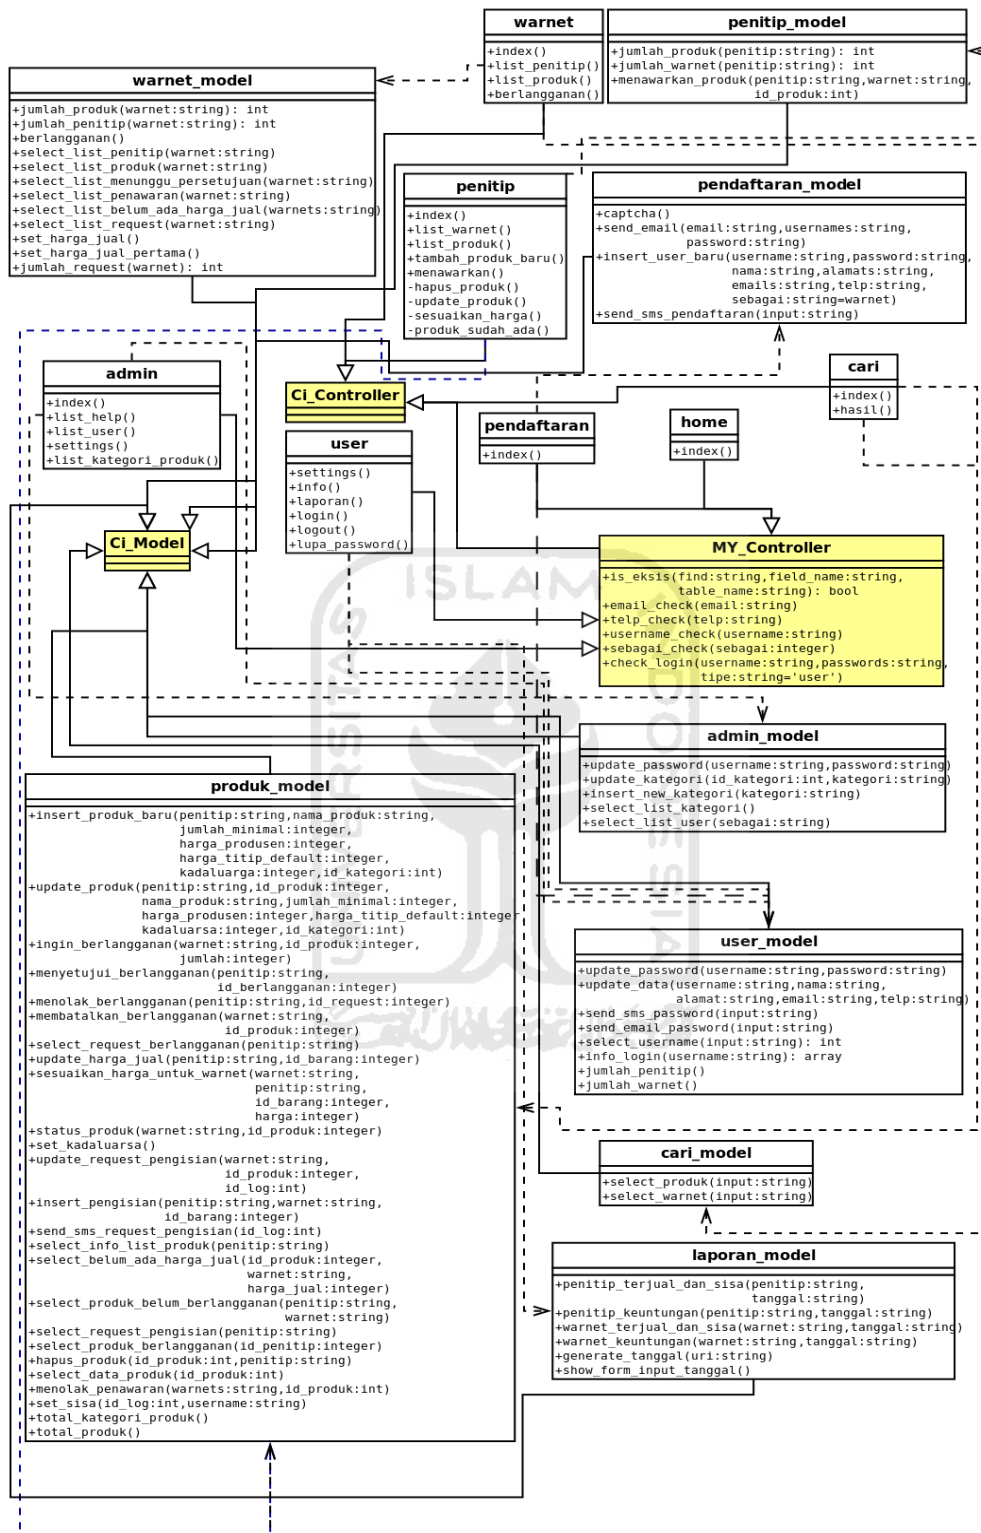 warnet
+index()
+list_penitip()
+list_produk()
+berlangganan()
penitip_model
+jumlah_produk(penitip:string): int
+jumlah_warnet(penitip:string): int
+menawarkan_produk(penitip:string,warnet:string,
id_produk:int)
warnet_model
+jumlah_produk(warnet:string): int
+jumlah_penitip(warnet:string): int
+berlangganan()
+select_list_penitip(warnet:string)
+select_list_produk(warnet:string)
+select_list_menunggu_persetujuan(warnet:string)
+select_list_penawaran(warnet:string)
+select_list_belum_ada_harga_jual(warnets:string)
+select_list_request(warnet:string)
+set_harga_jual()
+set_harga_jual_pertama()
+jumlah_request(warnet): int
penitip
+index()
+list_warnet()
+list_produk()
+tambah_produk_baru()
+menawarkan()
-hapus_produk()
-update_produk()
-sesuaikan_harga()
-produk_sudah_ada()
pendaftaran_model
+captcha()
+send_email(email:string,usernames:string,
password:string)
+insert_user_baru(username:string,password:string,
nama:string,alamats:string,
emails:string,telp:string,
sebagai:string=warnet)
+send_sms_pendaftaran(input:string)
admin
+index()
+list_help()
+list_user()
+settings()
+list_kategori_produk()
Ci_Controller
cari
+index()
+hasil()
pendaftaran
+index()
home
+index()
user
+settings()
+info()
+laporan()
+login()
+logout()
+lupa_password()
Ci_Model
MY_Controller
+is_eksis(find:string,field_name:string,
table_name:string): bool
+email_check(email:string)
+telp_check(telp:string)
+username_check(username:string)
+sebagai_check(sebagai:integer)
+check_login(username:string,passwords:string,
tipe:string='user')
admin_model
+update_password(username:string,password:string)
+update_kategori(id_kategori:int,kategori:string)
+insert_new_kategori(kategori:string)
+select_list_kategori()
+select_list_user(sebagai:string)
produk_model
+insert_produk_baru(penitip:string,nama_produk:string,
jumlah_minimal:integer,
harga_produsen:integer,
harga_titip_default:integer,
kadaluarga:integer,id_kategori:int)
+update_produk(penitip:string,id_produk:integer,
nama_produk:string,jumlah_minimal:integer,
harga_produsen:integer,harga_titip_default:integer
kadaluarsa:integer,id_kategori:int)
+ingin_berlangganan(warnet:string,id_produk:integer,
jumlah:integer)
+menyetujui_berlangganan(penitip:string,
id_berlangganan:integer)
+menolak_berlangganan(penitip:string,id_request:integer)
+membatalkan_berlangganan(warnet:string,
id_produk:integer)
+select_request_berlangganan(penitip:string)
+update_harga_jual(penitip:string,id_barang:integer)
+sesuaikan_harga_untuk_warnet(warnet:string,
penitip:string,
id_barang:integer,
harga:integer)
+status_produk(warnet:string,id_produk:integer)
+set_kadaluarsa()
+update_request_pengisian(warnet:string,
id_produk:integer,
id_log:int)
+insert_pengisian(penitip:string,warnet:string,
id_barang:integer)
+send_sms_request_pengisian(id_log:int)
+select_info_list_produk(penitip:string)
+select_belum_ada_harga_jual(id_produk:integer,
warnet:string,
harga_jual:integer)
+select_produk_belum_berlangganan(penitip:string,
warnet:string)
+select_request_pengisian(penitip:string)
+select_produk_berlangganan(id_penitip:integer)
+hapus_produk(id_produk:int,penitip:string)
+select_data_produk(id_produk:int)
+menolak_penawaran(warnets:string,id_produk:int)
+set_sisa(id_log:int,username:string)
+total_kategori_produk()
+total_produk()
user_model
+update_password(username:string,password:string)
+update_data(username:string,nama:string,
alamat:string,email:string,telp:string)
+send_sms_password(input:string)
+send_email_password(input:string)
+select_username(input:string): int
+info_login(username:string): array
+jumlah_penitip()
+jumlah_warnet()
cari_model
+select_produk(input:string)
+select_warnet(input:string)
laporan_model
+penitip_terjual_dan_sisa(penitip:string,
tanggal:string)
+penitip_keuntungan(penitip:string,tanggal:string)
+warnet_terjual_dan_sisa(warnet:string,tanggal:string)
+warnet_keuntungan(warnet:string,tanggal:string)
+generate_tanggal(uri:string)
+show_form_input_tanggal()
UNIVERSITAS
ISLAM
INDONESIA